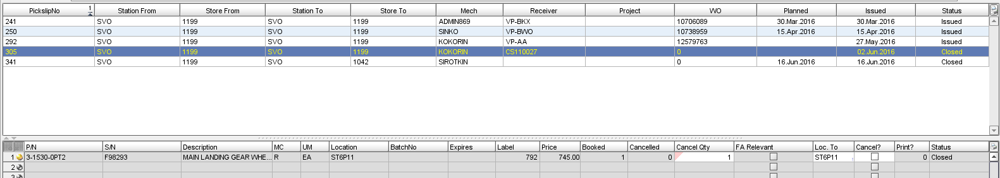 PickslipNo 1 Station From Store From Station To Store To Mech Receiver Project WO Planned Issued Status
241 SVO 1199 SVO 1199 ADMIN869 VP-BKX 10706089 30.Mar.2016 30.Mar.2016 Issued
250 SVO 1199 SVO 1199 SINKO VP-BWO 10738959 15.Apr.2016 15.Apr.2016 Issued
292 SVO 1199 SVO 1199 KOKORIN VP-AA 12579763 27.May.2016 Issued
305 SVO 1199 SVO 1199 KOKORIN CS110027 0 02.Jun.2016 Closed
341 SVO 1199 SVO 1042 SIROTKIN 0 16.Jun.2016 16.Jun.2016 Closed
P/N S/N Description MC UM Location BatchNo Expires Label Price Booked Cancelled Cancel Qty FA Relevant Loc. To Cancel? Print? Status
1 3-1530-0PT2 F98293 MAIN LANDING GEAR WHE... R EA ST6P11 792 745.00 1 0 1 ST6P11 0 Closed
2
3